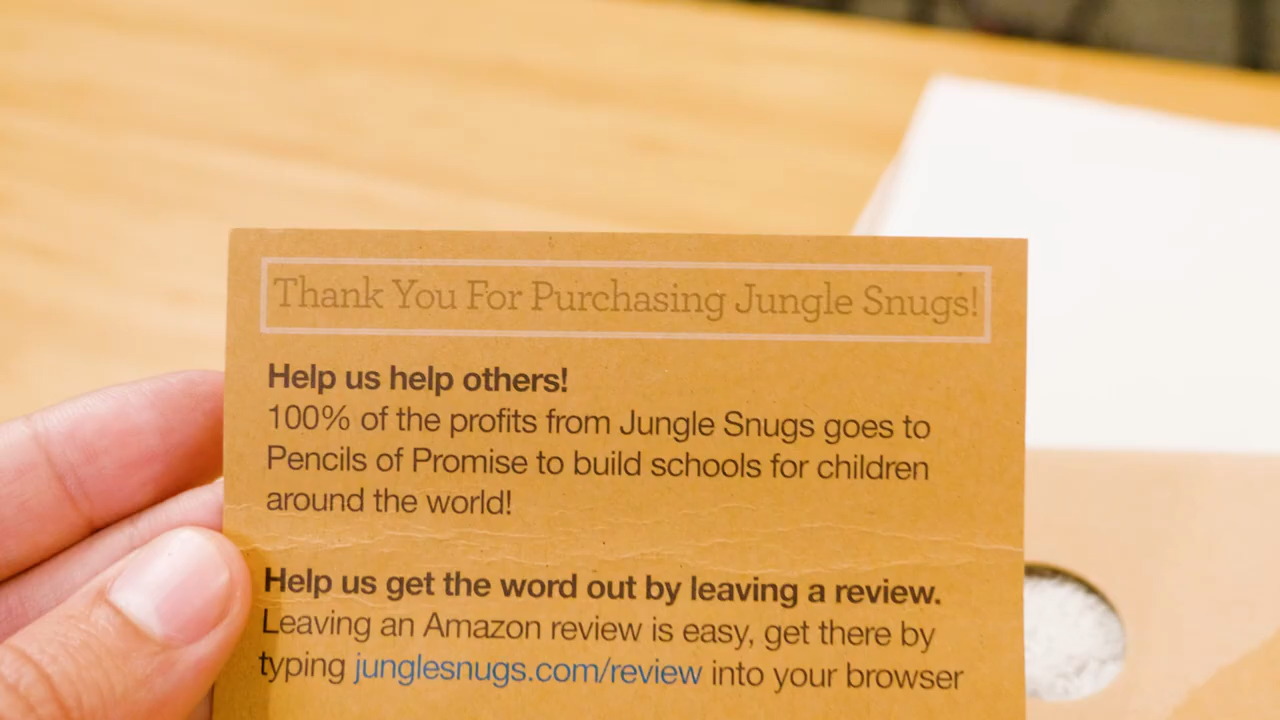 Thank You For Purchasing Jungle Snugs!
Help us help others!
100% of the profits from Jungle Snugs goes to
Pencils of Promise to build schools for children
around the world!
Help us get the word out by leaving a review.
Leaving an Amazon review is easy, get there by
typing junglesnugs.com/review into your browser